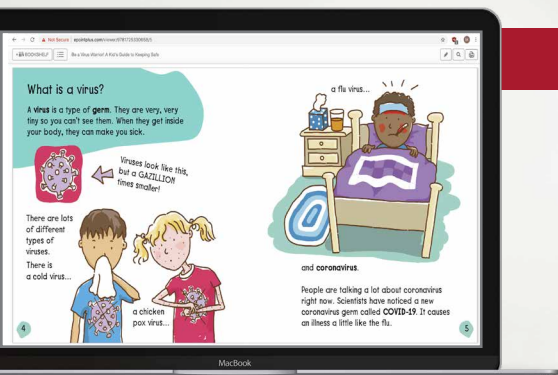 Not Secure
BOOKSHELF
Be a Virus Warrior! A Kid's Guide to Keeping Safe
What is a virus?
A virus is a type of germ. They are very, very
tiny so you can't see them. When they get inside
your body, they can make you sick.
Viruses look like this,
but a GAZILLION
times smaller!
There are lots
of different
types of
viruses.
There is
a cold virus...
a chicken
pox virus...
4
a flu virus...
and coronavirus.
People are talking a lot about coronavirus
right now. Scientists have noticed a new
coronavirus germ called COVID-19. It causes
an illness a little like the flu.
5
MacBook